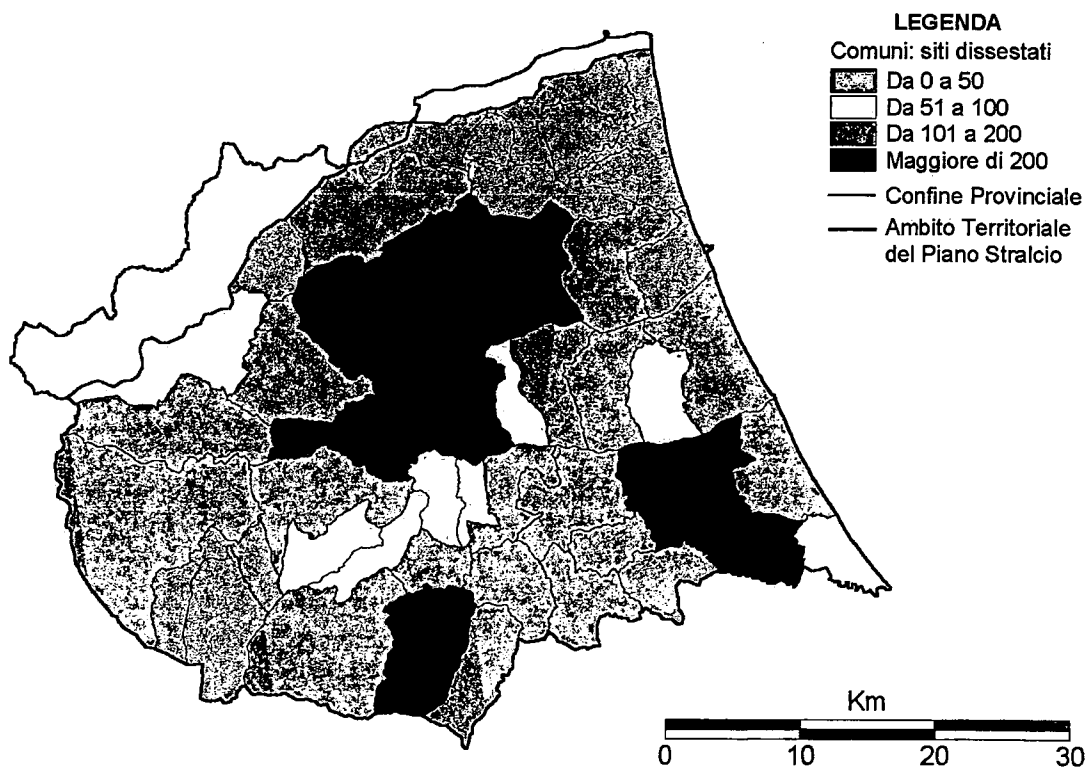 LEGENDA
Comuni: siti dissestati
Da 0 a 50
Da 51 a 100
Da 101 a 200
Maggiore di 200
Confine Provinciale
Ambito Territoriale
del Piano Stralcio
Km
0 10 20 30